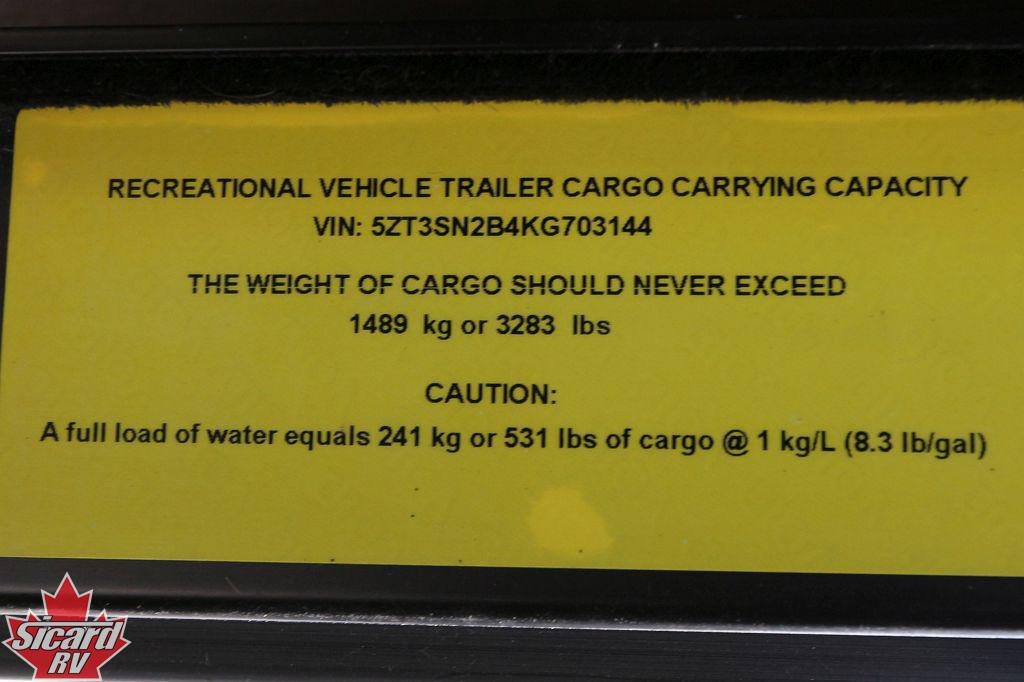 RECREATIONAL VEHICLE TRAILER CARGO CARRYING CAPACITY
VIN: 5ZT3SN2B4KG703144
THE WEIGHT OF CARGO SHOULD NEVER EXCEED
1489 kg or 3283 lbs
CAUTION:
A full load of water equals 241 kg or 531 lbs of cargo @ 1 kg/L (8.3 lb/gal)
Sicard
RV